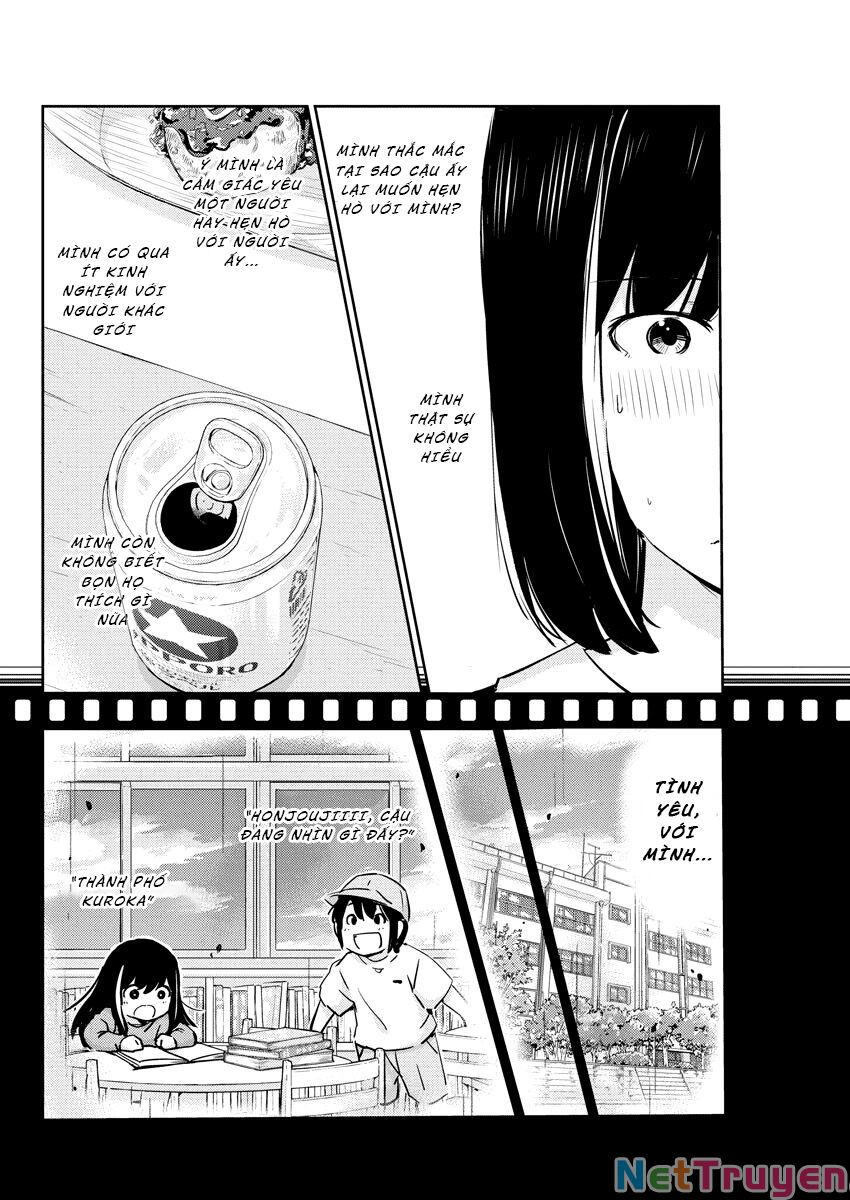 MÌNH THẮC MẮC
TẠI SAO CẬU ẤY
LẠI MUỐN HẸN
HÒ VỚI MÌNH?
MÌNH
THẬT SỰ
KHÔNG
HIỂU
Ý MÌNH LÀ
CẢM GIÁC YÊU
MỘT NGƯỜI
HAY HẸN HÒ
VỚI NGƯỜI
ẤY...
MÌNH CÓ QUA
ÍT KINH
NGHIỆM VỚI
NGƯỜI KHÁC
GIỚI
MÌNH CÒN
KHÔNG BIẾT
BỌN HỌ
THÍCH GÌ
NỮA
PPORO
TÌNH
YÊU,
VỚI
MÌNH...
"HONJOUJIIII, CẬU
ĐANG NHÌN GÌ ĐẤY?"
"THÀNH PHỐ
KUROKA"
NetTruyen